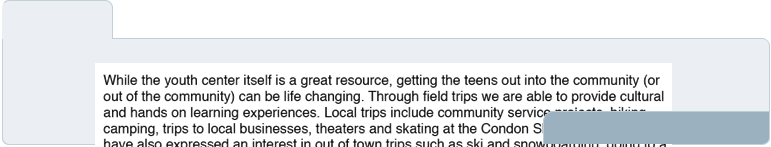 While the youth center itself is a great resource, getting the teens out into the community (or
out of the community) can be life changing. Through field trips we are able to provide cultural
and hands on learning experiences. Local trips include community service projects, hiking,
camping, trips to local businesses, theaters and skating at the Condon
have also expressed an interest in out of town trips such as ski and snowboarding, going to a